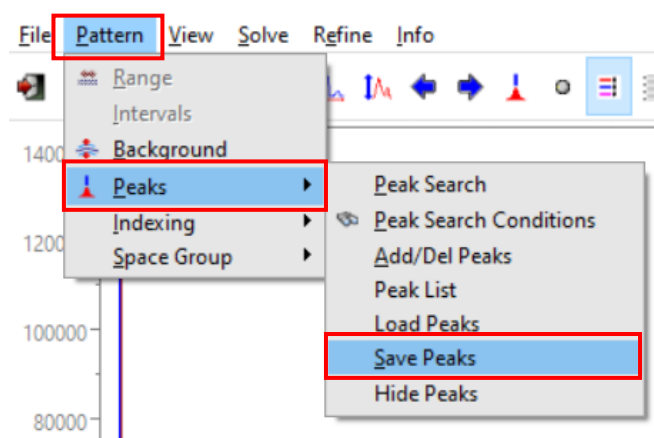 File Pattern View Solve Refine Info
Range
Intervals
Background
Peaks
Indexing
Space Group
Peak Search
Peak Search Conditions
Add/Del Peaks
Peak List
Load Peaks
Save Peaks
Hide Peaks
1400
1200
100000
80000